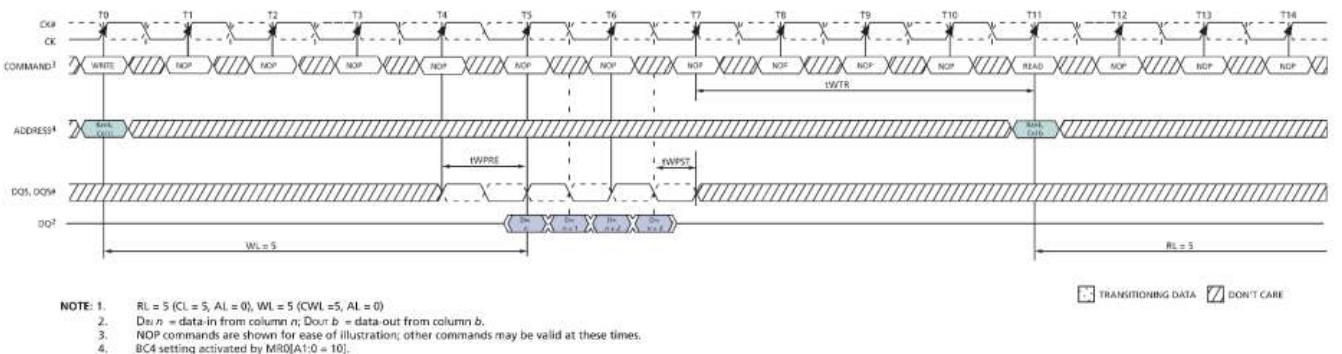 T0 T1 T2 T3 T4 T5 T6 T7 T8 T9 T10 T11 T12 T13 T14
CK#
CK
COMMAND3 WRITE NOP NOP NOP NOP NOP NOP NOP NOP NOP NOP READ NOP NOP NOP
tWTR
ADDRESS4 Bank, Bank,
tWPRE tWPST
DQS, DQS#
DQ2 n n+1 n+2 n+3
WL = 5 RL = 5
TRANSITIONING DATA DON'T CARE
NOTE: 1. RL = 5 (CL = 5, AL = 0), WL = 5 (CWL =5, AL = 0)
2. DIN n = data-in from column n; DOUT b = data-out from column b.
3. NOP commands are shown for ease of illustration; other commands may be valid at these times.
4. BC4 setting activated by MR0[A1:0 = 10].